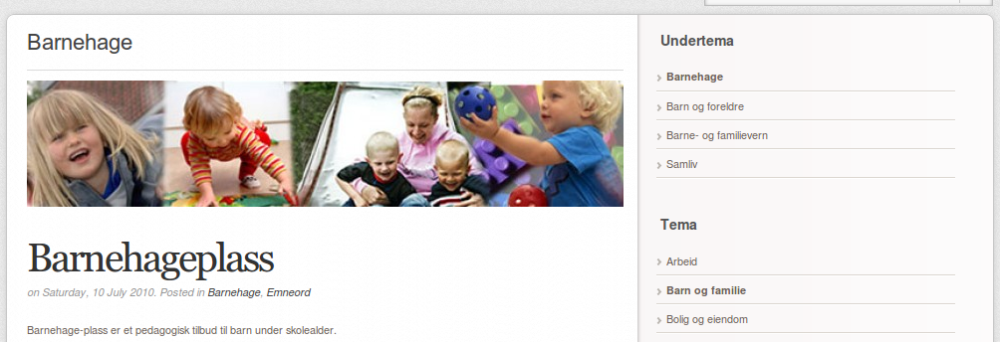 Barnehage
Barnehageplass
on Saturday, 10 July 2010. Posted in Barnehage, Emneord
Barnehage-plass er et pedagogisk tilbud til barn under skolealder.
Undertema
Barnehage
Barn og foreldre
Barne- og familievern
Samliv
Tema
Arbeid
Barn og familie
Bolig og eiendom